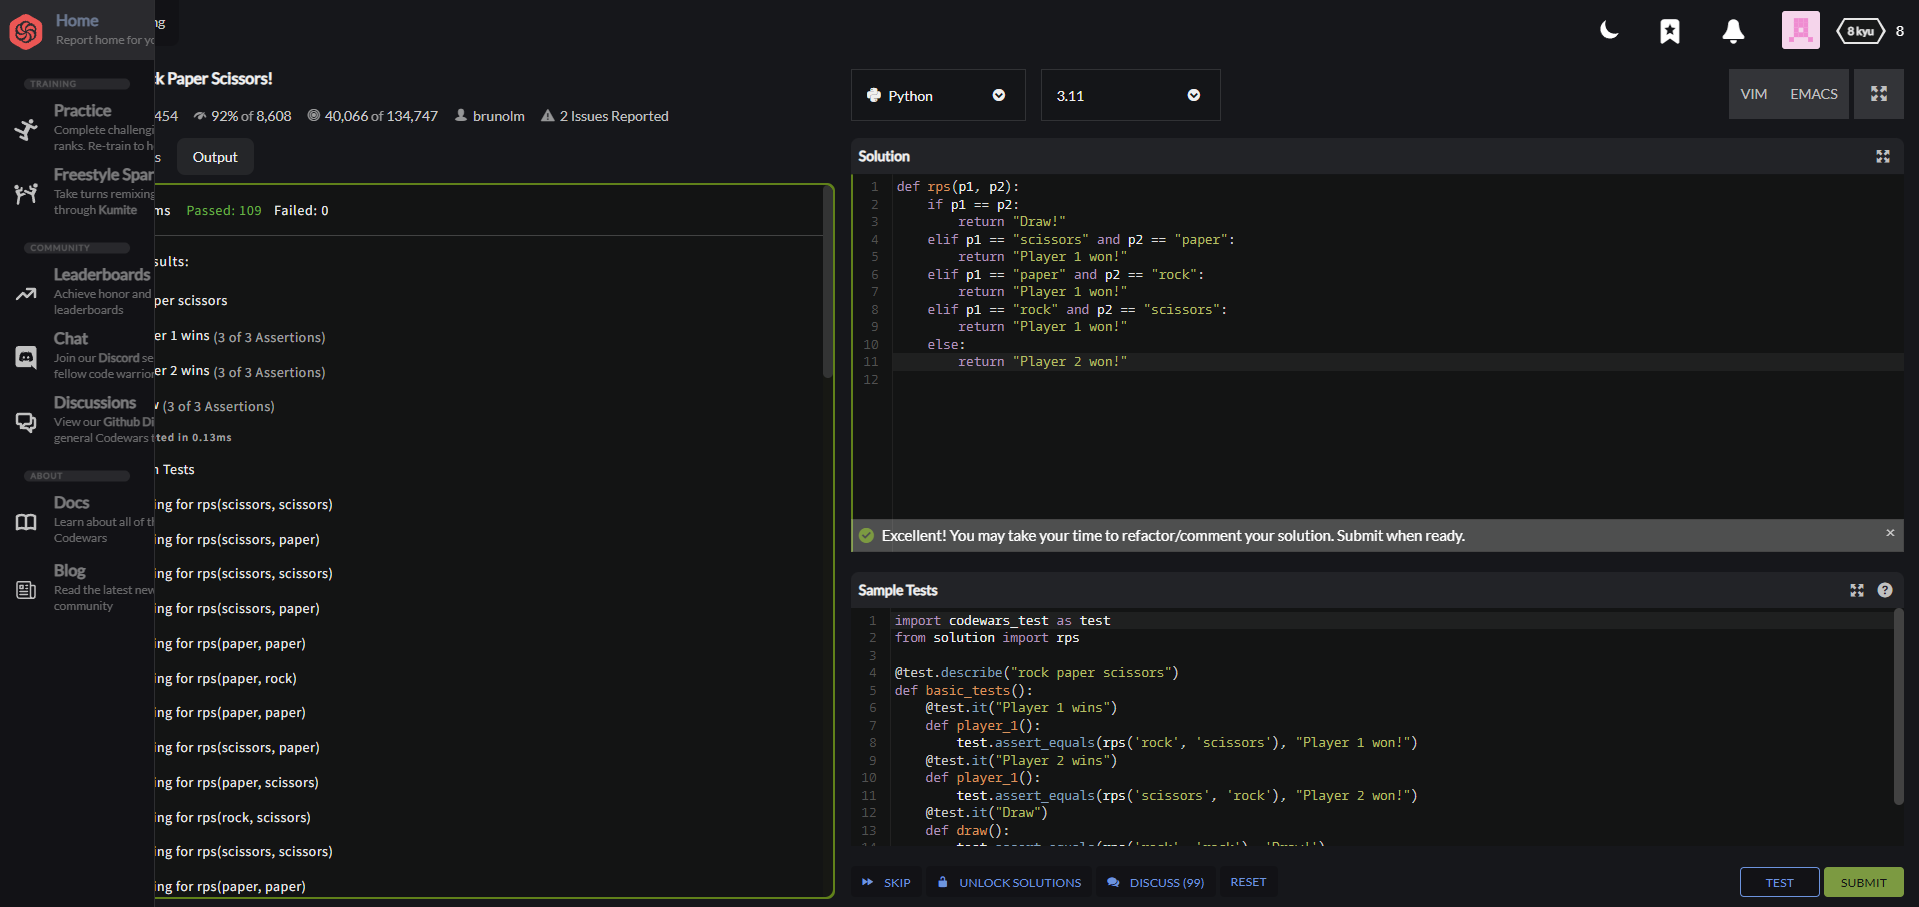 Home
Report home for yo
TRAINING
Practice
Complete challengi
ranks. Re-train to h
Freestyle Spar
Take turns remixing
through Kumite
COMMUNITY
Leaderboards
Achieve honor and
leaderboards
Chat
Join our Discord se
fellow code warrior
Discussions
View our Github Di
general Codewars t
ABOUT
Docs
Learn about all of th
Codewars
Blog
Read the latest new
community
ng
8 kyu
8
k Paper Scissors!
454 92% of 8,608 40,066 of 134,747 brunolm 2 Issues Reported
s Output
ms Passed: 109 Failed: 0
sults:
per scissors
er 1 wins (3 of 3 Assertions)
er 2 wins (3 of 3 Assertions)
w (3 of 3 Assertions)
ted in 0.13ms
n Tests
ing for rps(scissors, scissors)
ing for rps(scissors, paper)
ing for rps(scissors, scissors)
ing for rps(scissors, paper)
ing for rps(paper, paper)
ing for rps(paper, rock)
ing for rps(paper, paper)
ing for rps(scissors, paper)
ing for rps(paper, scissors)
ing for rps(rock, scissors)
ing for rps(scissors, scissors)
ing for rps(paper, paper)
Python 3.11 VIM EMACS
Solution
1 def rps(p1, p2):
2     if p1 == p2:
3         return "Draw!"
4     elif p1 == "scissors" and p2 == "paper":
5         return "Player 1 won!"
6     elif p1 == "paper" and p2 == "rock":
7         return "Player 1 won!"
8     elif p1 == "rock" and p2 == "scissors":
9         return "Player 1 won!"
10     else:
11         return "Player 2 won!"
12
Excellent! You may take your time to refactor/comment your solution. Submit when ready. ×
Sample Tests ?
1 import codewars_test as test
2 from solution import rps
3
4 @test.describe("rock paper scissors")
5 def basic_tests():
6     @test.it("Player 1 wins")
7     def player_1():
8         test.assert_equals(rps('rock', 'scissors'), "Player 1 won!")
9     @test.it("Player 2 wins")
10     def player_1():
11         test.assert_equals(rps('scissors', 'rock'), "Player 2 won!")
12     @test.it("Draw")
13     def draw():
14         test.assert_equals(rps('rock', 'rock'), 'Draw!')
SKIP UNLOCK SOLUTIONS DISCUSS (99) RESET TEST SUBMIT